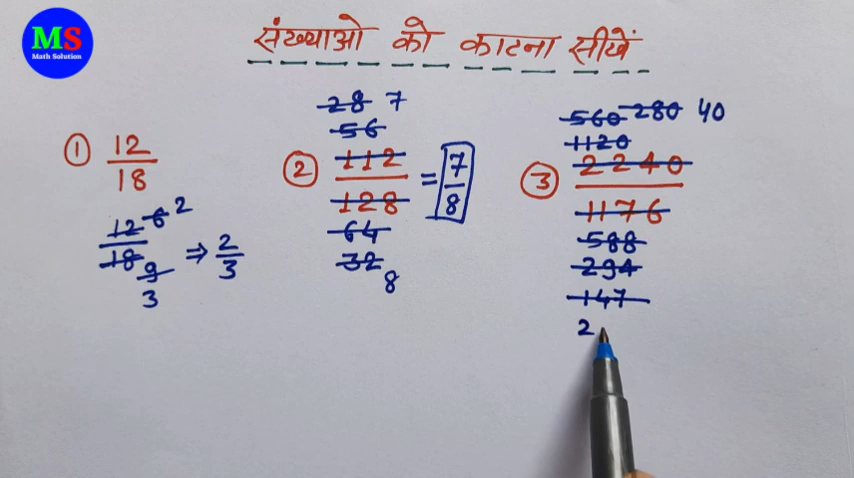 MS
Math Solution
संख्याओ को काटना सीखें
① 12/18
12 6 2
18 9 3
⇒ 2/3
28 7
56
② 112/128 = 7/8
64
32
8
560 280 40
1120
③ 2240/1176
588
294
147
2